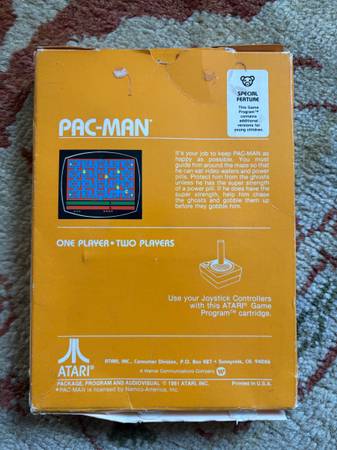 SPECIAL
FEATURE
This Game
Program™
contains
additional
versions for
young children.
PAC-MAN*
It's your job to keep PAC-MAN as
happy as possible. You must
guide him around the maze so that
he can eat video wafers and power
pills. Protect him from the ghosts
unless he has the super strength
of a power pill. If he does have the
super strength, help him chase
the ghosts and gobble them up
before they gobble him.
ONE PLAYER • TWO PLAYERS
Use your Joystick Controllers
with this ATARI® Game
Program™ cartridge.
ATARI®
ATARI, INC., Consumer Division, P.O. Box 427 • Sunnyvale, CA 94086
A Warner Communications Company
PACKAGE, PROGRAM AND AUDIOVISUAL © 1981 ATARI, INC.
Printed in U.S.A.
* PAC-MAN is licensed by Namco-America, Inc.